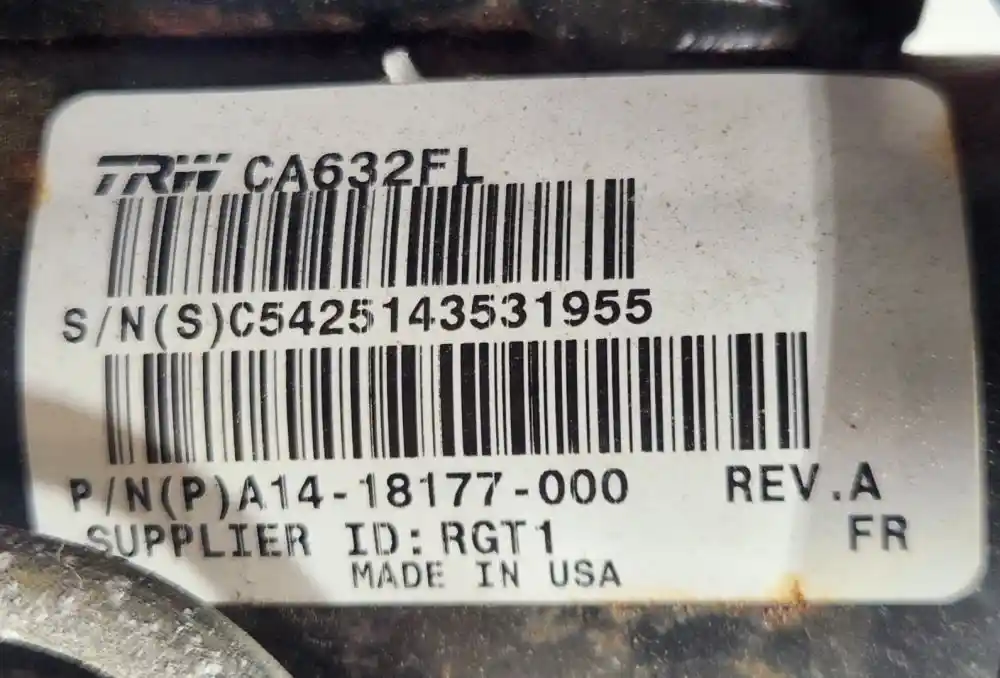 TRW CA632FL
S/N(S)C5425143531955
P/N(P)A14-18177-000 REV.A
SUPPLIER ID:RGT1 FR
MADE IN USA